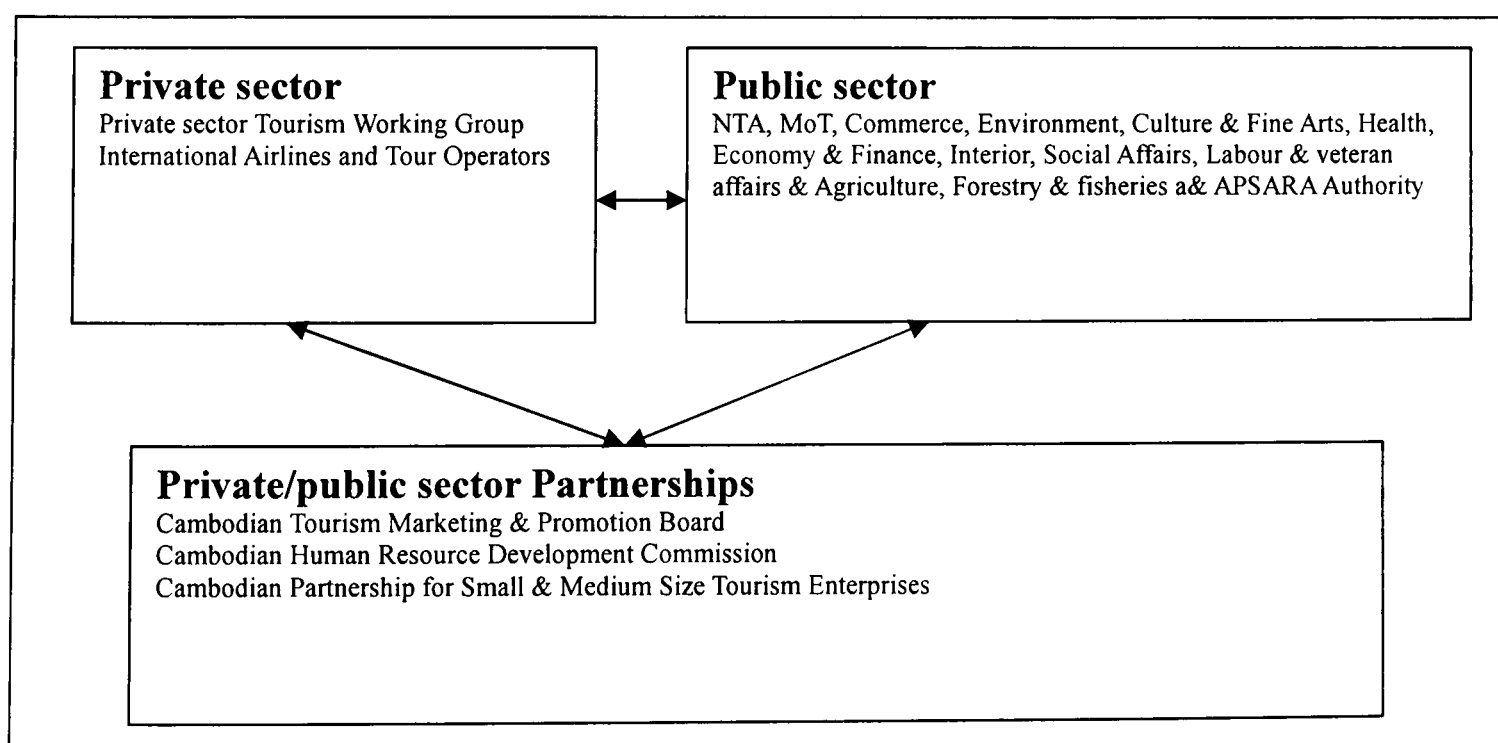 Private sector
Private sector Tourism Working Group
International Airlines and Tour Operators
Public sector
NTA, MoT, Commerce, Environment, Culture & Fine Arts, Health,
Economy & Finance, Interior, Social Affairs, Labour & veteran
affairs & Agriculture, Forestry & fisheries a& APSARA Authority
Private/public sector Partnerships
Cambodian Tourism Marketing & Promotion Board
Cambodian Human Resource Development Commission
Cambodian Partnership for Small & Medium Size Tourism Enterprises